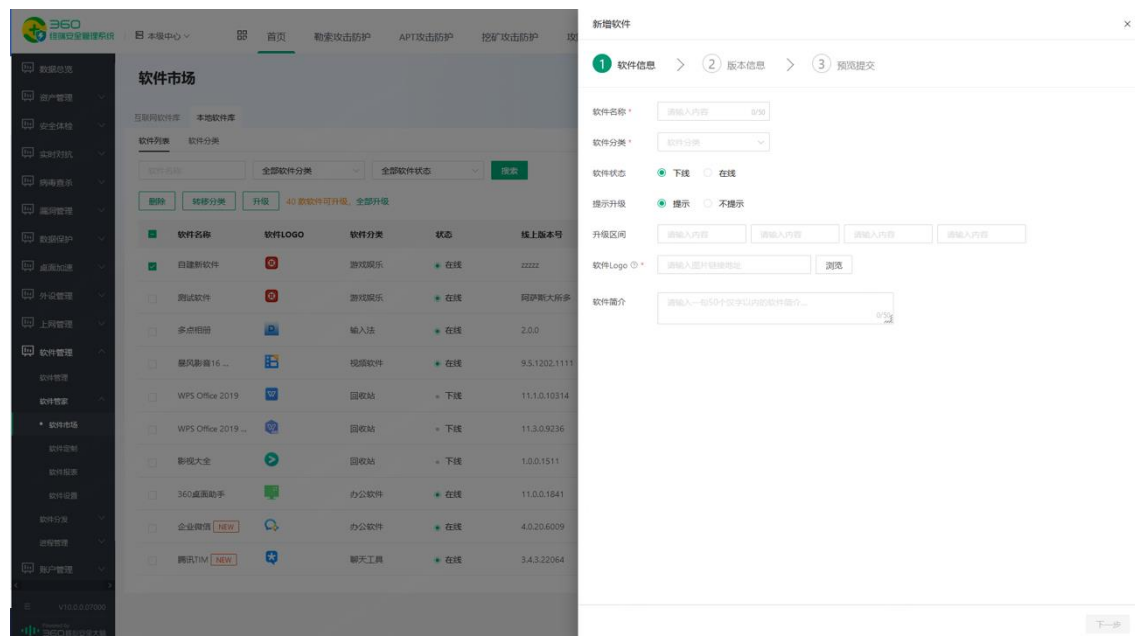 360
终端安全管理系统
本级中心
首页
勒索攻击防护
APT攻击防护
挖矿攻击防护
数据总览
资产管理
安全体检
实时对抗
病毒查杀
漏洞管理
数据保护
桌面加速
外设管理
上网管理
软件管理
软件管理
软件管家
软件市场
软件定制
软件报表
软件设置
软件分发
进程管理
账户管理
V10.0.0.07000
Powered by
软件市场
互联网软件库 本地软件库
软件列表 软件分类
软件名称 全部软件分类 全部软件状态 搜索
删除 转移分类 升级 40 款软件可升级, 全部升级
软件名称 软件LOGO 软件分类 状态 线上版本号
自建新软件 游戏娱乐 在线 zzzzz
测试软件 游戏娱乐 在线 阿萨斯大所多
多点相册 输入法 在线 2.0.0
暴风影音16 ... 视频软件 在线 9.5.1202.1111
WPS Office 2019 回收站 下线 11.1.0.10314
WPS Office 2019 ... 回收站 下线 11.3.0.9236
影视大全 回收站 下线 1.0.0.1511
360桌面助手 办公软件 在线 11.0.0.1841
企业微信 NEW 办公软件 在线 4.0.20.6009
腾讯TIM NEW 聊天工具 在线 3.4.3.22064
新增软件 ×
1 软件信息 > 2 版本信息 > 3 预览提交
软件名称 * 请输入内容 0/50
软件分类 * 软件分类
软件状态 下线 在线
提示升级 提示 不提示
升级区间 请输入内容 请输入内容 请输入内容 请输入内容
软件Logo * 请输入图片链接地址 浏览
软件简介 请输入一句50个汉字以内的软件简介... 0/50
下一步